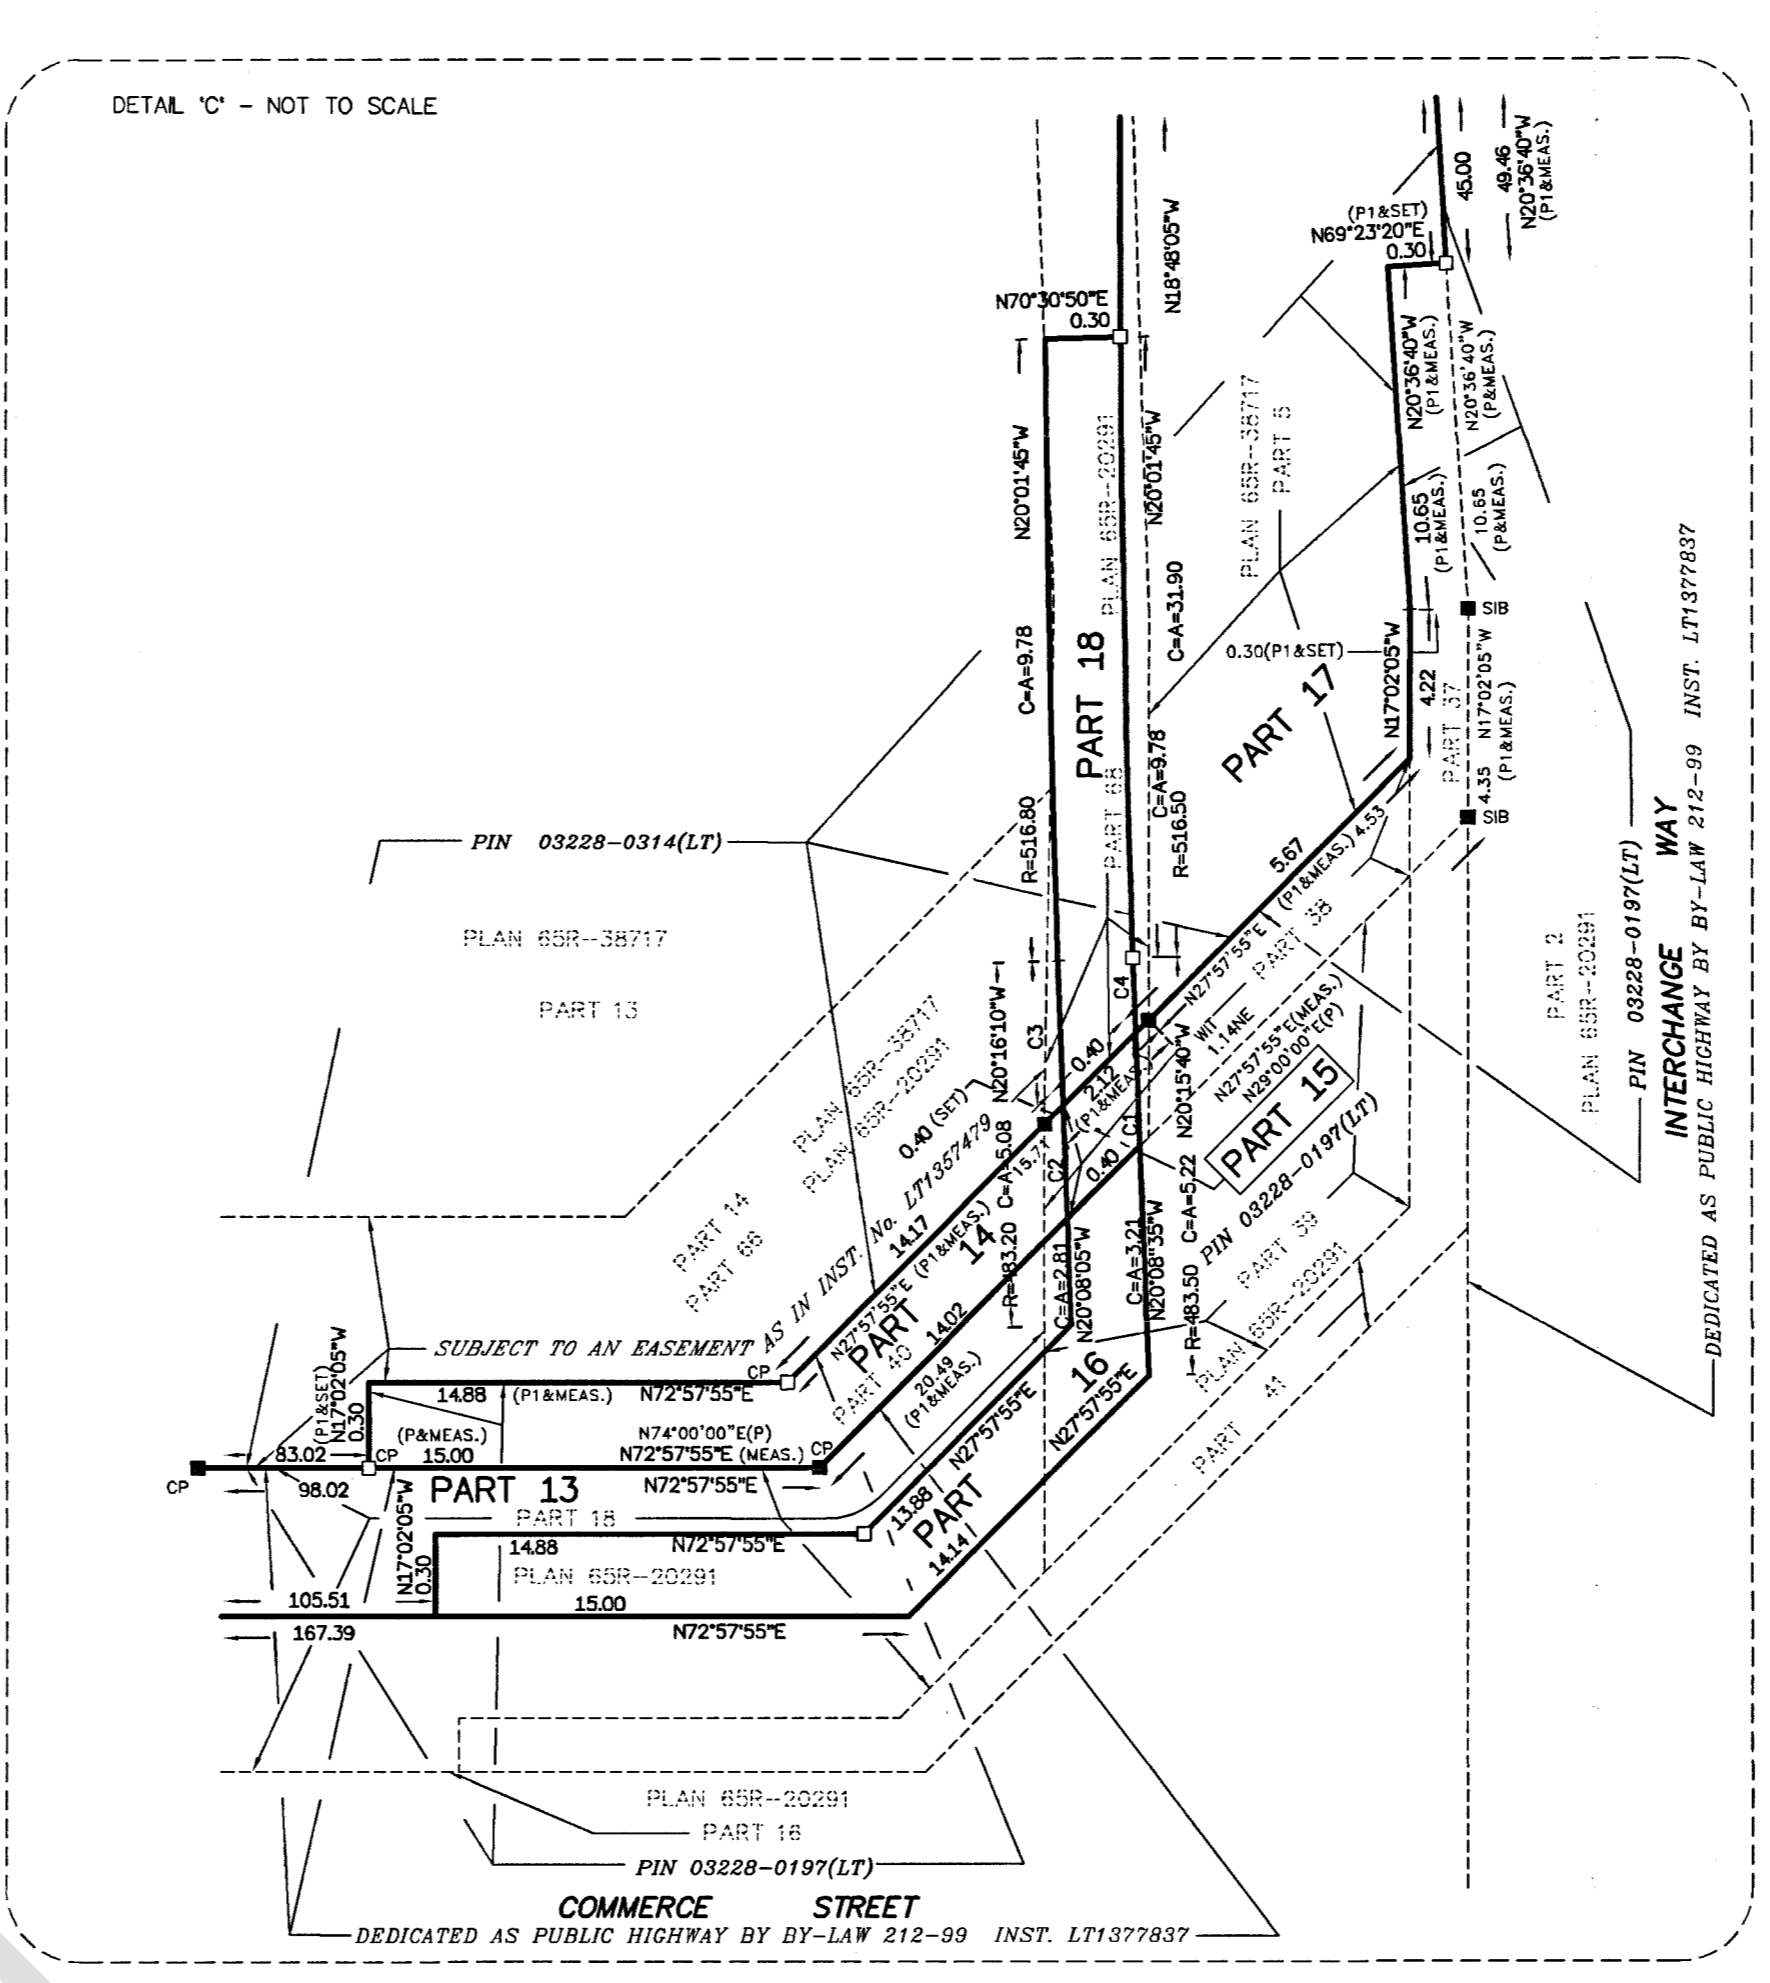 DETAIL 'C' - NOT TO SCALE
N18°48'05"W
45.00
49.46
N20°36'40"W
(P1&MEAS.)
(P1&SET)
N69°23'20"E
0.30
N70°30'50"E
0.30
N20°01'45"W
PLAN 65R-20291
N20°01'45"W
PLAN 65R-38717
PART 5
N20°36'40"W
(P1&MEAS.)
N20°36'40"W
(P&MEAS.)
10.65
(P1&MEAS.)
10.65
(P&MEAS.)
SIB
C=A=9.78
PART 18
C=A=31.90
0.30(P1&SET)
PART 17
N17°02'05"W
4.22
PART 37
4.35 N17°02'05"W
(P1&MEAS.)
SIB
R=516.80
PART 68
C=A=9.78
R=516.50
PIN 03228-0314(LT)
PLAN 65R-38717
PART 13
5.67
(P1&MEAS.) 4.53
N27°57'55"E
PART 38
PIN 03228-0197(LT)
PART 2
PLAN 65R-20291
INTERCHANGE WAY
DEDICATED AS PUBLIC HIGHWAY BY BY-LAW 212-99 INST. LT1377837
C4
C3
N20°16'10"W
0.40
2.12
(P1&MEAS.)
WIT
1.14NE
N27°57'55"E(MEAS.)
N29°00'00"E(P)
PART 15
PIN 03228-0197(LT)
PLAN 65R-38717
PLAN 65R-20291
0.40 (SET)
PART 14
PART 66
SUBJECT TO AN EASEMENT AS IN INST. No. LT1357479
15.71
C2
C1
0.40
R=483.20 C=A=5.08
N20°15'40"W
R=483.50 C=A=5.22
C=A=2.81
N20°08'05"W
C=A=3.21
N20°08'35"W
PART 39
PLAN 65R-20291
PART 41
14.17
N27°57'55"E (P1&MEAS.)
PART 14
PART 40
14.02
20.49
(P1&MEAS.)
CP
(P1&SET)
N17°02'05"W
0.30
14.88 (P1&MEAS.) N72°57'55"E
N74°00'00"E(P)
(P&MEAS.)
CP
83.02 CP 15.00 N72°57'55"E (MEAS.)
CP
98.02
PART 13 N72°57'55"E
PART 18
N17°02'05"W
0.30
14.88 N72°57'55"E
PLAN 65R-20291
N27°57'55"E
13.88
PART 16
14.14
N27°57'55"E
105.51 15.00
167.39 N72°57'55"E
PLAN 65R-20291
PART 16
PIN 03228-0197(LT)
COMMERCE STREET
DEDICATED AS PUBLIC HIGHWAY BY BY-LAW 212-99 INST. LT1377837